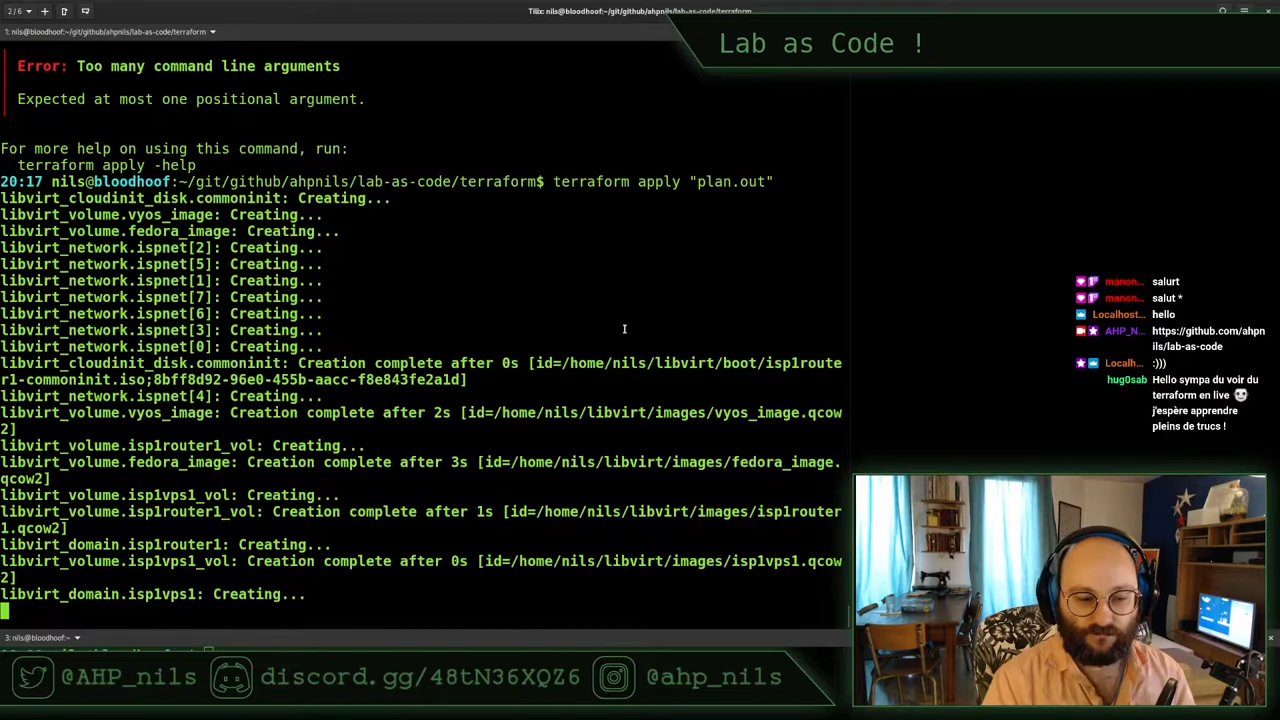 2/6
Tilix: nils@bloodhoof:~/git/github/ahpnils/lab-as-code/terraform
1: nils@bloodhoof:~/git/github/ahpnils/lab-as-code/terraform
Lab as Code !
Error: Too many command line arguments
Expected at most one positional argument.
For more help on using this command, run:
terraform apply -help
20:17 nils@bloodhoof:~/git/github/ahpnils/lab-as-code/terraform$ terraform apply "plan.out"
libvirt_cloudinit_disk.commoninit: Creating...
libvirt_volume.vyos_image: Creating...
libvirt_volume.fedora_image: Creating...
libvirt_network.ispnet[2]: Creating...
libvirt_network.ispnet[5]: Creating...
libvirt_network.ispnet[1]: Creating...
libvirt_network.ispnet[7]: Creating...
libvirt_network.ispnet[6]: Creating...
libvirt_network.ispnet[3]: Creating...
libvirt_network.ispnet[0]: Creating...
libvirt_cloudinit_disk.commoninit: Creation complete after 0s [id=/home/nils/libvirt/boot/isp1route
r1-commoninit.iso;8bff8d92-96e0-455b-aacc-f8e843fe2a1d]
libvirt_network.ispnet[4]: Creating...
libvirt_volume.vyos_image: Creation complete after 2s [id=/home/nils/libvirt/images/vyos_image.qcow
2]
libvirt_volume.isp1router1_vol: Creating...
libvirt_volume.fedora_image: Creation complete after 3s [id=/home/nils/libvirt/images/fedora_image.
qcow2]
libvirt_volume.isp1vps1_vol: Creating...
libvirt_volume.isp1router1_vol: Creation complete after 1s [id=/home/nils/libvirt/images/isp1router
1.qcow2]
libvirt_domain.isp1router1: Creating...
libvirt_volume.isp1vps1_vol: Creation complete after 0s [id=/home/nils/libvirt/images/isp1vps1.qcow
2]
libvirt_domain.isp1vps1: Creating...
3: nils@bloodhoof:~
manon... salurt
manon... salut *
Localhost... hello
AHP_N... https://github.com/ahpn
ils/lab-as-code
Localh... :)))
hug0sab Hello sympa du voir du
terraform en live
j'espère apprendre
pleins de trucs !
@AHP_nils
discord.gg/48tN36XQZ6
@ahp_nils